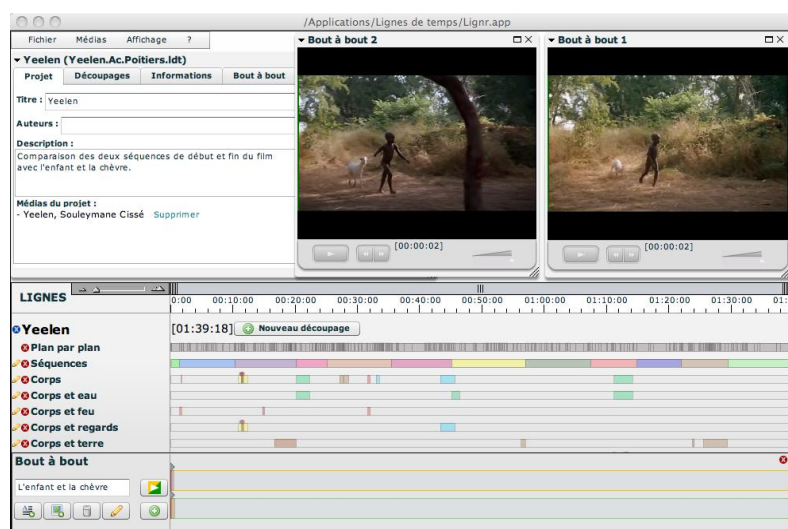 /Applications/Lignes de temps/Lignr.app
Fichier Médias Affichage ?
Yeelen (Yeelen.Ac.Poitiers.ldt)
Projet Découpages Informations Bout à bout
Titre : Yeelen
Auteurs :
Description :
Comparaison des deux séquences de début et fin du film
avec l'enfant et la chèvre.
Médias du projet :
- Yeelen, Souleymane Cissé Supprimer
Bout à bout 2
[00:00:02]
Bout à bout 1
[00:00:02]
LIGNES
0:00 00:10:00 00:20:00 00:30:00 00:40:00 00:50:00 01:00:00 01:10:00 01:20:00 01:30:00 01:
Yeelen [01:39:18] Nouveau découpage
Plan par plan
Séquences
Corps
Corps et eau
Corps et feu
Corps et regards
Corps et terre
Bout à bout
L'enfant et la chèvre